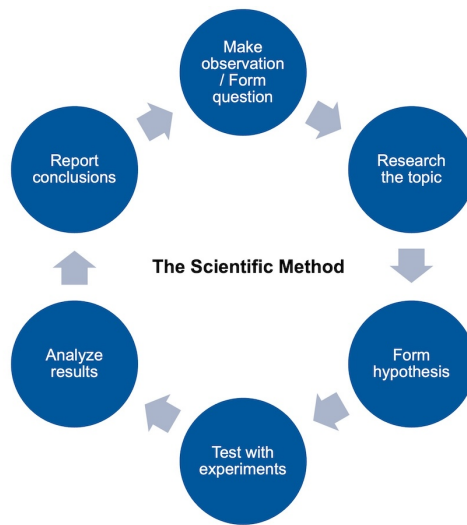 Make
observation
/ Form
question
Research
the topic
Form
hypothesis
Test with
experiments
Analyze
results
Report
conclusions
The Scientific Method